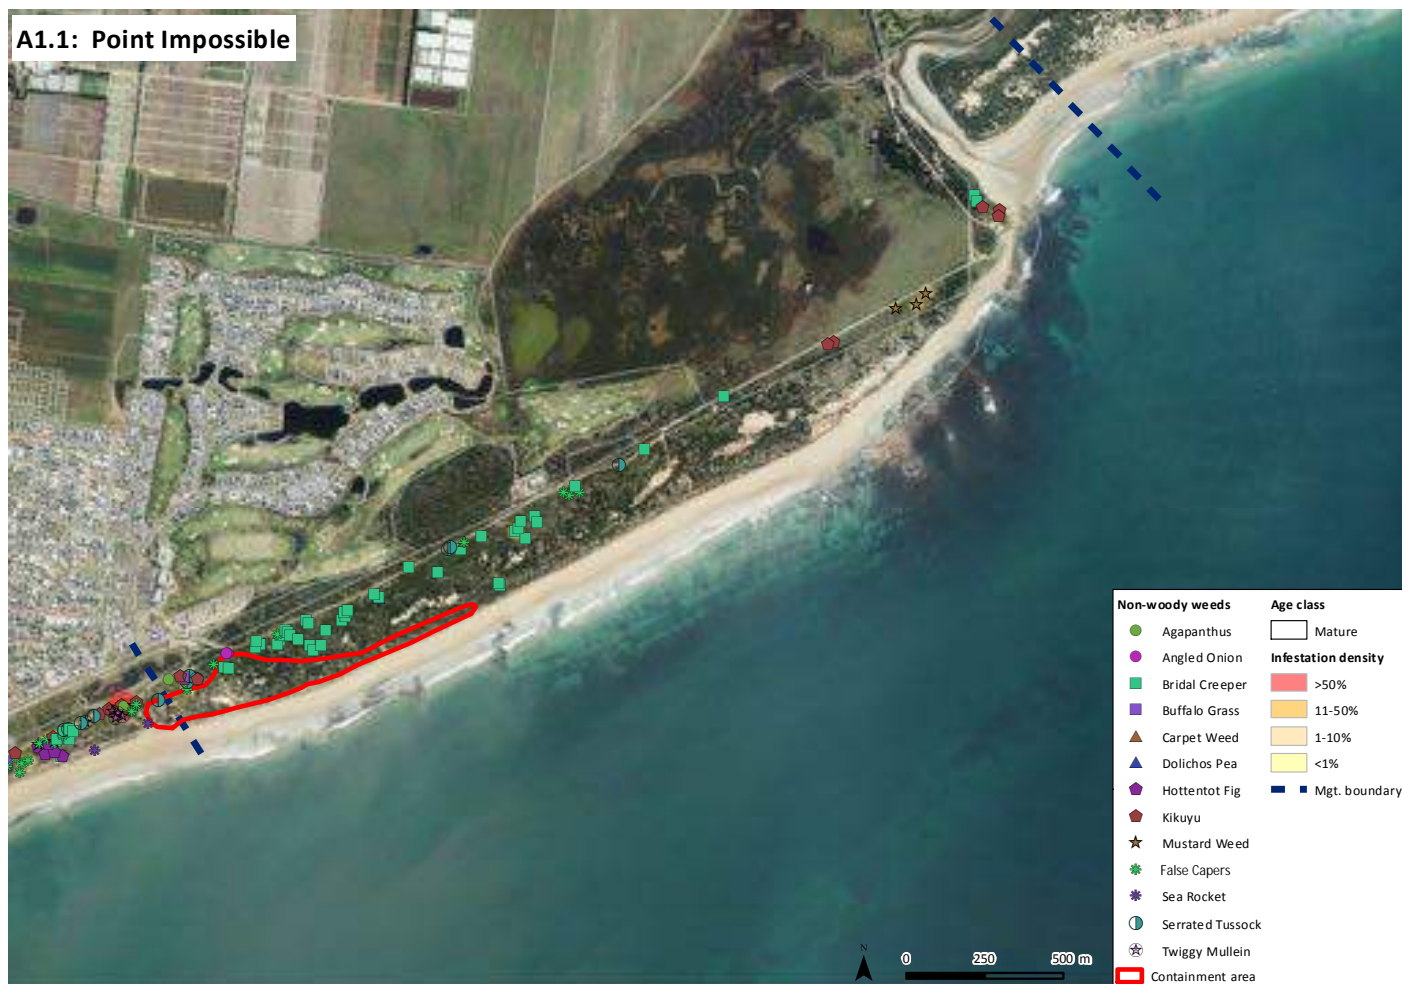 A1.1: Point Impossible
Non-woody weeds
Agapanthus
Angled Onion
Bridal Creeper
Buffalo Grass
Carpet Weed
Dolichos Pea
Hottentot Fig
Kikuyu
Mustard Weed
False Capers
Sea Rocket
Serrated Tussock
Twiggy Mullein
Containment area
Age class
Mature
Infestation density
>50%
11-50%
1-10%
<1%
Mgt. boundary
N
0 250 500 m